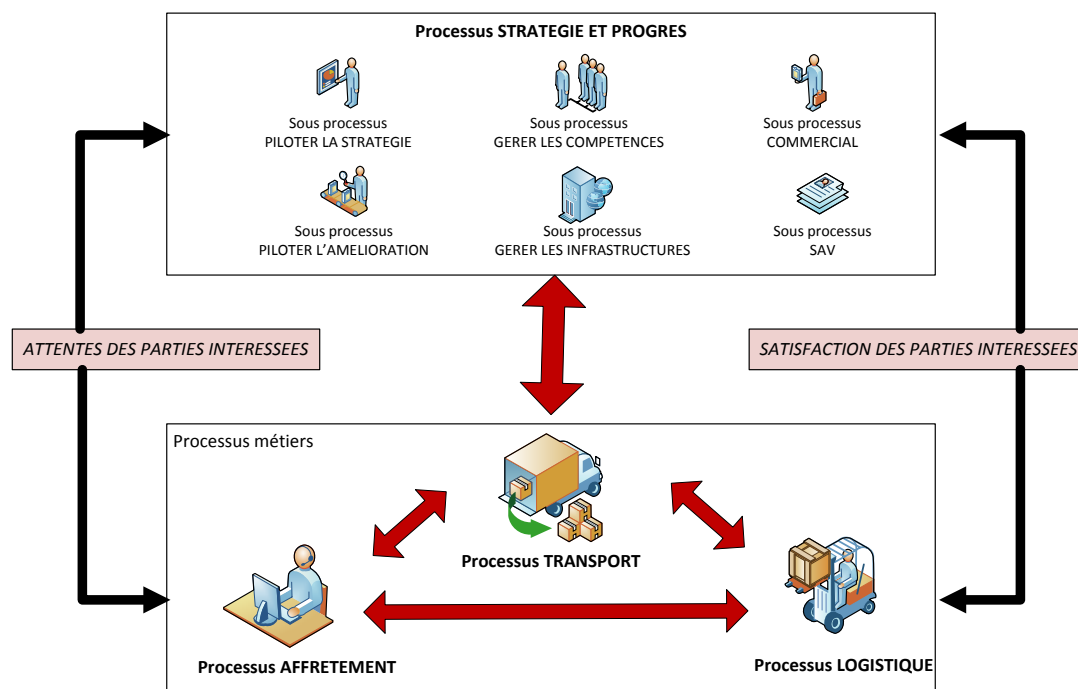 Processus STRATEGIE ET PROGRES
Sous processus
PILOTER LA STRATEGIE
Sous processus
GERER LES COMPETENCES
Sous processus
COMMERCIAL
Sous processus
PILOTER L'AMELIORATION
Sous processus
GERER LES INFRASTRUCTURES
Sous processus
SAV
ATTENTES DES PARTIES INTERESSEES
SATISFACTION DES PARTIES INTERESSEES
Processus métiers
Processus TRANSPORT
Processus AFFRETEMENT
Processus LOGISTIQUE